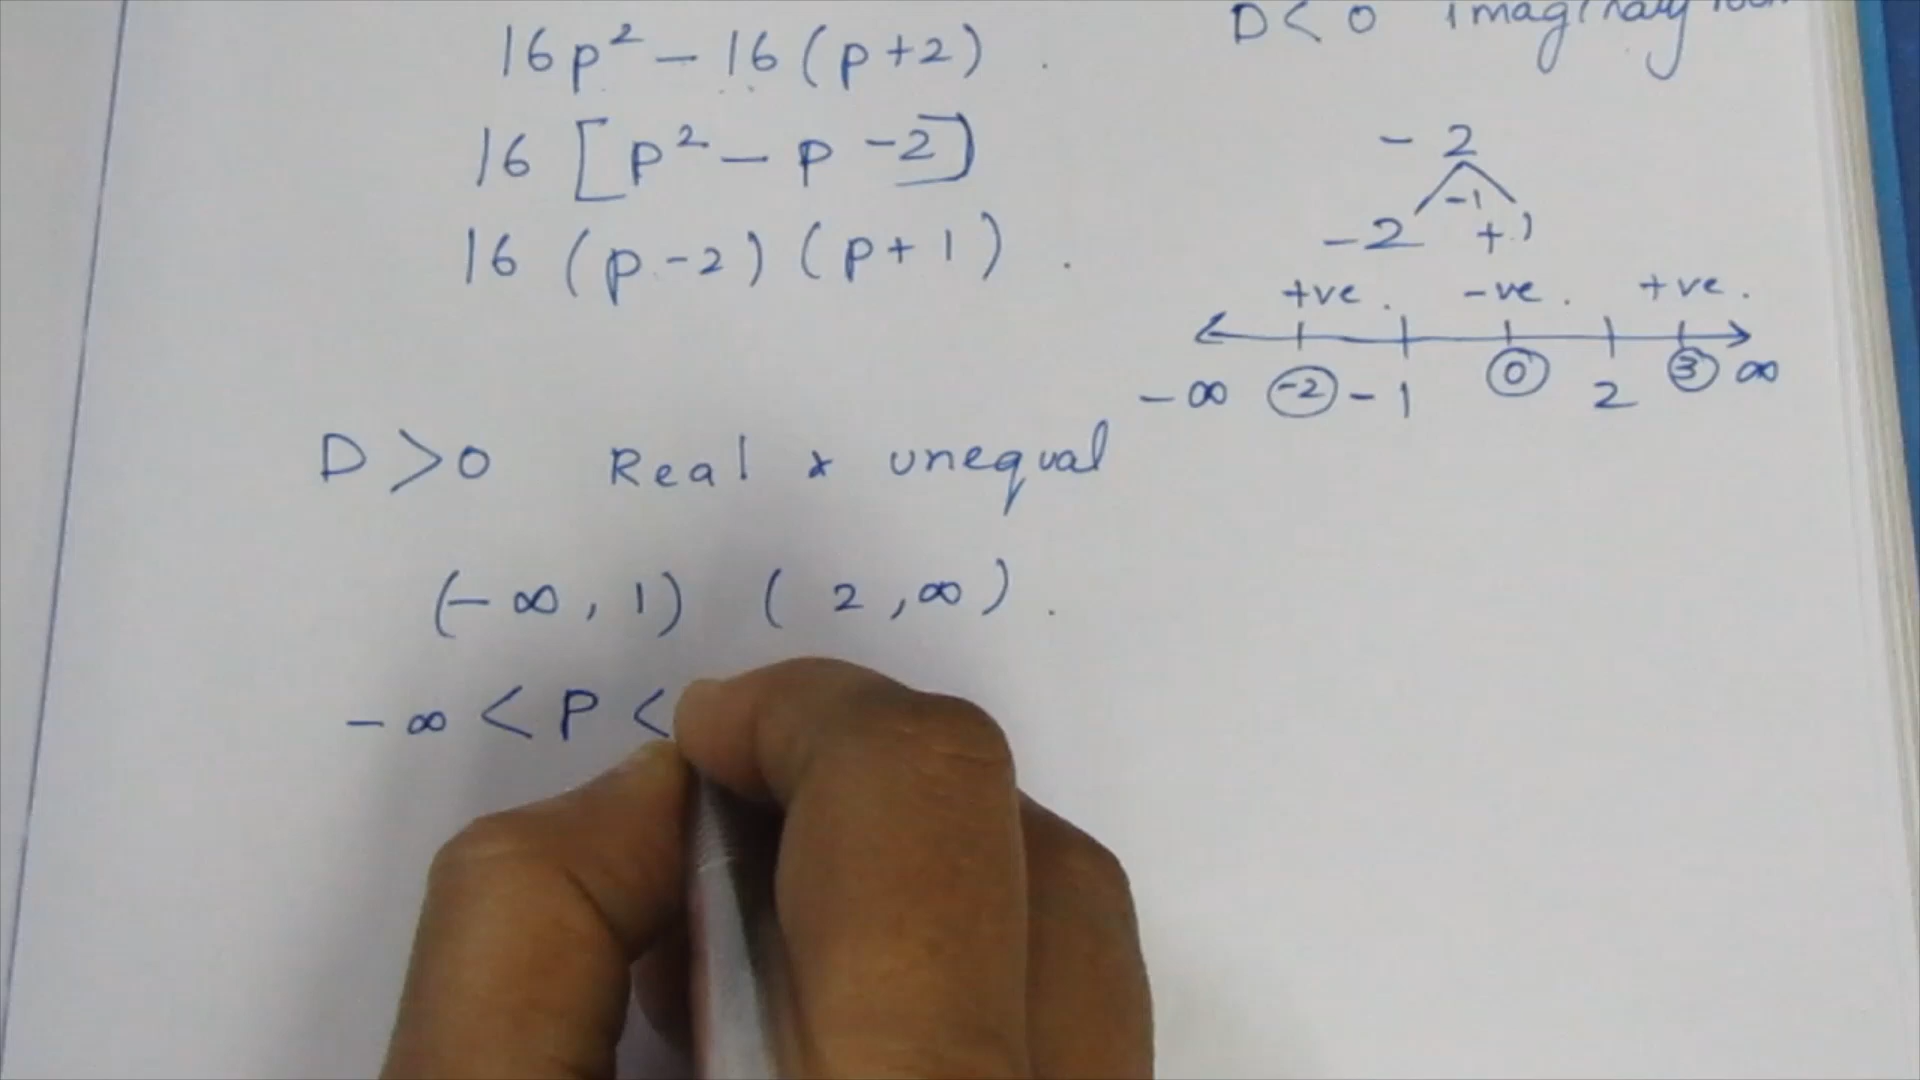 D < 0 imaginary
16p² - 16 (p+2) .
16 [p² - p - 2]
16 (p - 2) (p + 1) .
- 2
-1
-2 +1
+ve . -ve . +ve .
- ∞ -2 - 1 0 2 3 ∞
D > 0 Real & unequal
(- ∞, 1) ( 2, ∞) .
- ∞ < P <